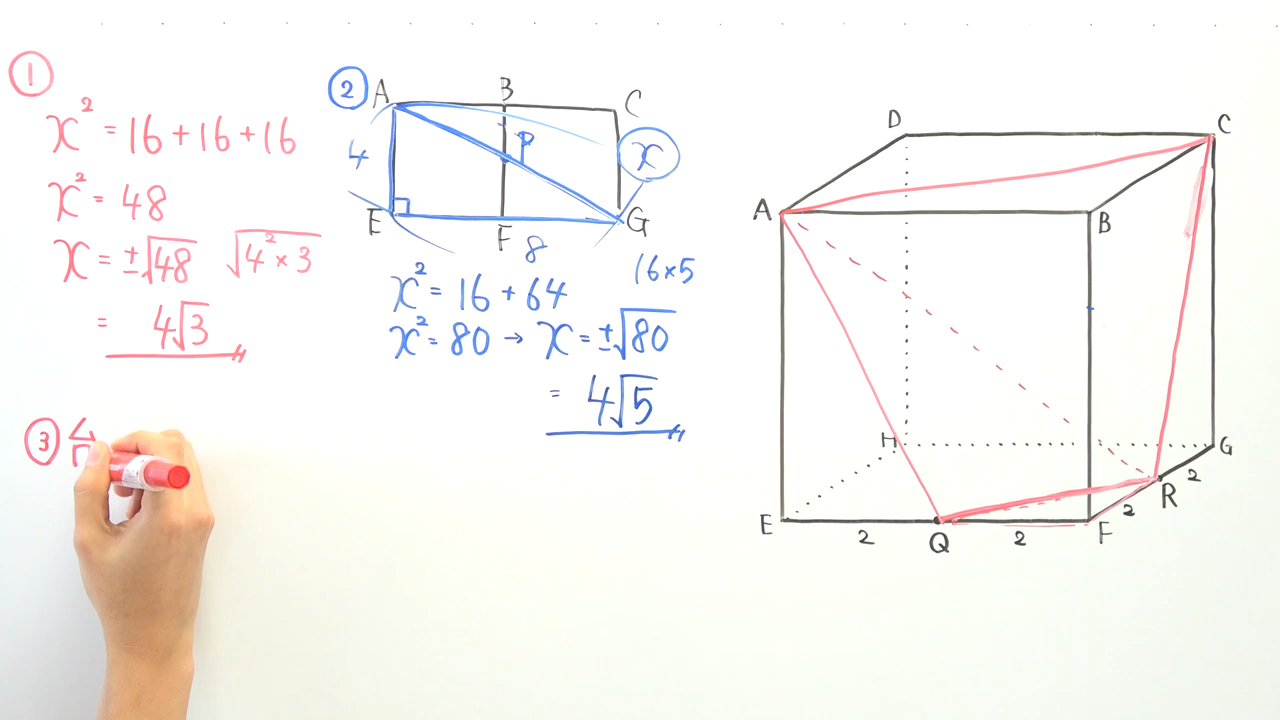 ①
x² = 16 + 16 + 16
x² = 48
x = ±√48 √4² × 3
= 4√3
②
A B C
4 P x
E F G
8
x² = 16 + 64 16×5
x² = 80 → x = ±√80
= 4√5
③
D C
A B
H G
2
R
2
E 2 Q 2 F